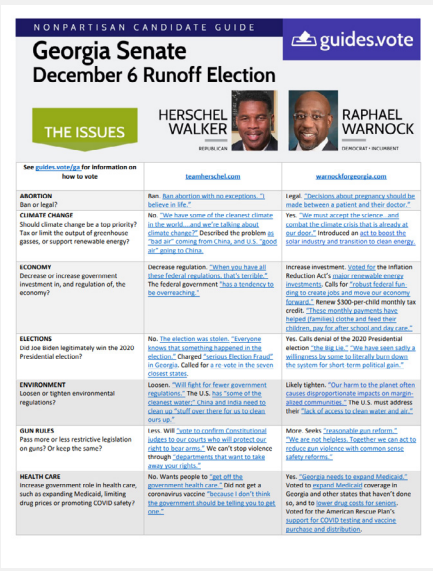 NONPARTISAN CANDIDATE GUIDE
guides.vote
Georgia Senate
December 6 Runoff Election
THE ISSUES
HERSCHEL
WALKER
REPUBLICAN
RAPHAEL
WARNOCK
DEMOCRAT • INCUMBENT
See guides.vote/ga for information on
how to vote
teamherschel.com
warnockforgeorgia.com
ABORTION
Ban or legal?
Ban. Ban abortion with no exceptions. "I
believe in life."
Legal. "Decisions about pregnancy should be
made between a patient and their doctor."
CLIMATE CHANGE
Should climate change be a top priority?
Tax or limit the output of greenhouse
gasses, or support renewable energy?
No. "We have some of the cleanest climate
in the world....and we're talking about
climate change?" Described the problem as
"bad air" coming from China, and U.S. "good
air" going to China.
Yes. "We must accept the science...and
combat the climate crisis that is already at
our door." Introduced an act to boost the
solar industry and transition to clean energy.
ECONOMY
Decrease or increase government
investment in, and regulation of, the
economy?
Decrease regulation. "When you have all
these federal regulations, that's terrible."
The federal government "has a tendency to
be overreaching."
Increase investment. Voted for the Inflation
Reduction Act's major renewable energy
investments. Calls for "robust federal fun-
ding to create jobs and move our economy
forward." Renew $300-per-child monthly tax
credit. "These monthly payments have
helped (families) clothe and feed their
children, pay for after school and day care."
ELECTIONS
Did Joe Biden legitimately win the 2020
Presidential election?
No. The election was stolen. "Everyone
knows that something happened in the
election." Charged "serious Election Fraud"
in Georgia. Called for a re vote in the seven
closest states.
Yes. Calls denial of the 2020 Presidential
election "the Big Lie." "We have seen sadly a
willingness by some to literally burn down
the system for short term political gain."
ENVIRONMENT
Loosen or tighten environmental
regulations?
Loosen. "Will fight for fewer government
regulations." The U.S. has "some of the
cleanest water;" China and India need to
clean up "stuff over there for us to clean
ours up."
Likely tighten. "Our harm to the planet often
causes disproportionate impacts on margin-
alized communities." The U.S. must address
their "lack of access to clean water and air."
GUN RULES
Pass more or less restrictive legislation
on guns? Or keep the same?
Less. Will "vote to confirm Constitutional
judges to our courts who will protect our
right to bear arms." We can't stop violence
through "departments that want to take
away your rights."
More. Seeks "reasonable gun reform."
"We are not helpless. Together we can act to
reduce gun violence with common sense
safety reforms."
HEALTH CARE
Increase government role in health care,
such as expanding Medicaid, limiting
drug prices or promoting COVID safety?
No. Wants people to "get off the
government health care." Did not get a
coronavirus vaccine "because I don't think
the government should be telling you to get
one."
Yes. "Georgia needs to expand Medicaid."
Voted to expand Medicaid coverage in
Georgia and other states that haven't done
so, and to lower drug costs for seniors.
Voted for the American Rescue Plan's
support for COVID testing and vaccine
purchase and distribution.